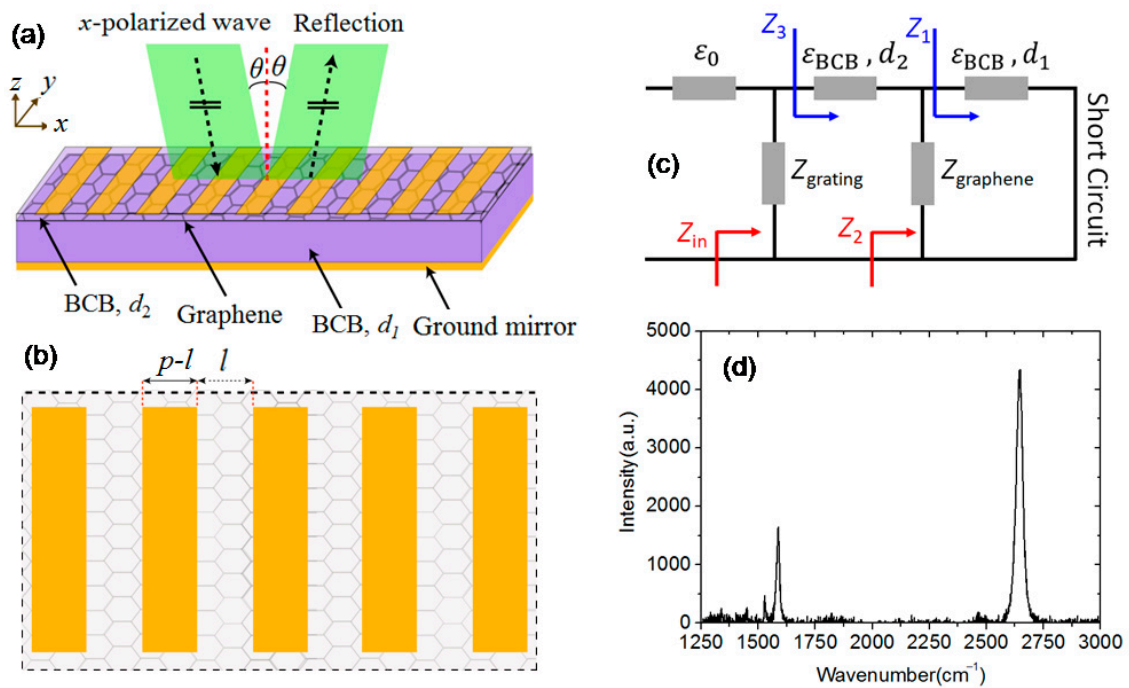 (a)
x-polarized wave
Reflection
θ θ
z
y
x
BCB, d2
Graphene
BCB, d1
Ground mirror
(b)
p-l
l
(c)
ε0
Z3
εBCB , d2
Z1
εBCB , d1
Short Circuit
Zgrating
Zgraphene
Zin
Z2
(d)
5000
4000
3000
2000
1000
0
Intensity(a.u.)
1250 1500 1750 2000 2250 2500 2750 3000
Wavenumber(cm⁻¹)